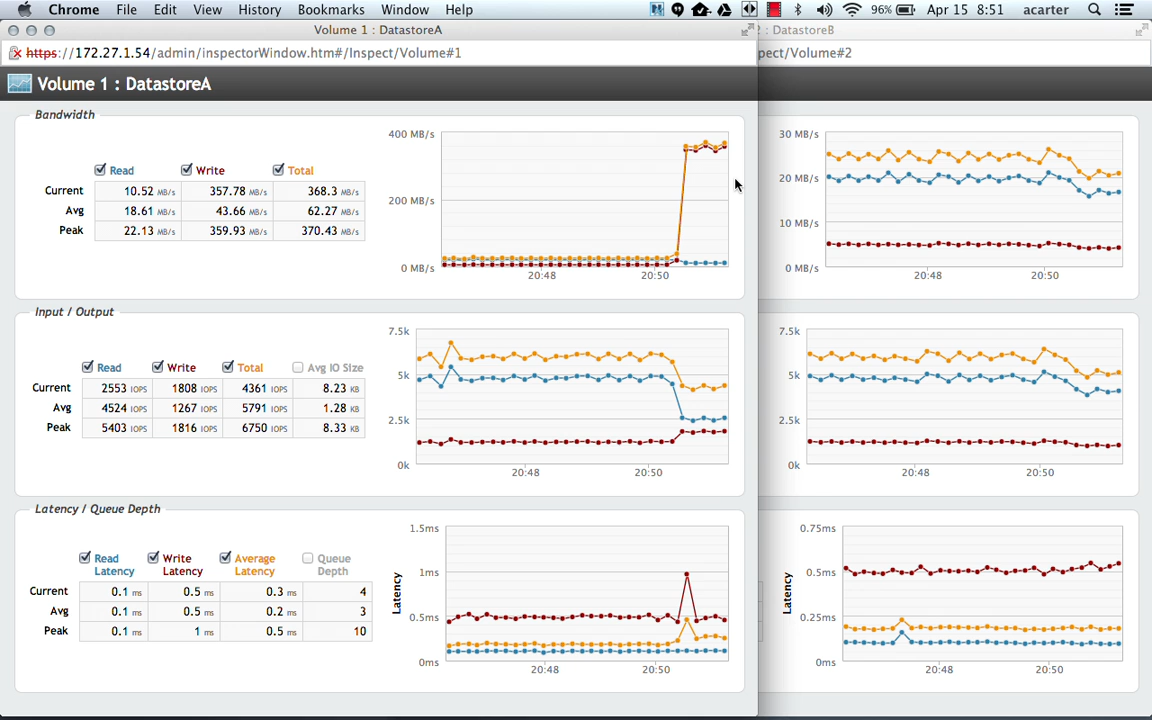 Chrome File Edit View History Bookmarks Window Help 96% Apr 15 8:51 acarter
Volume 1 : DatastoreA
2 : DatastoreB
https://172.27.1.54/admin/inspectorWindow.htm#/Inspect/Volume#1
pect/Volume#2
Volume 1 : DatastoreA
Bandwidth
Read Write Total
Current 10.52 MB/s 357.78 MB/s 368.3 MB/s
Avg 18.61 MB/s 43.66 MB/s 62.27 MB/s
Peak 22.13 MB/s 359.93 MB/s 370.43 MB/s
400 MB/s
200 MB/s
0 MB/s
20:48 20:50
30 MB/s
20 MB/s
10 MB/s
0 MB/s
20:48 20:50
Input / Output
Read Write Total Avg IO Size
Current 2553 IOPS 1808 IOPS 4361 IOPS 8.23 KB
Avg 4524 IOPS 1267 IOPS 5791 IOPS 1.28 KB
Peak 5403 IOPS 1816 IOPS 6750 IOPS 8.33 KB
7.5k
5k
2.5k
0k
20:48 20:50
7.5k
5k
2.5k
0k
20:48 20:50
Latency / Queue Depth
Read Latency Write Latency Average Latency Queue Depth
Current 0.1 ms 0.5 ms 0.3 ms 4
Avg 0.1 ms 0.5 ms 0.2 ms 3
Peak 0.1 ms 1 ms 0.5 ms 10
Latency
1.5ms
1ms
0.5ms
0ms
20:48 20:50
Latency
0.75ms
0.5ms
0.25ms
0ms
20:48 20:50